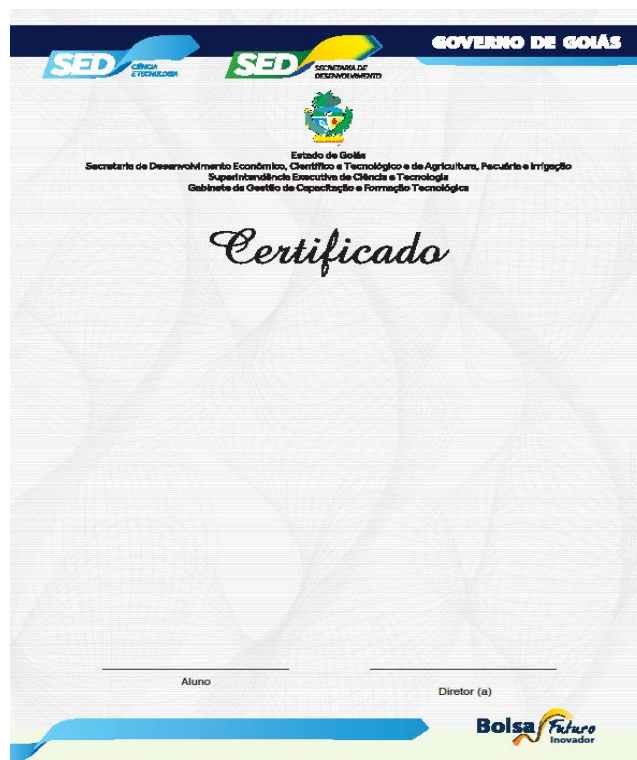 GOVERNO DE GOIÁS
SED CIÊNCIA
E TECNOLOGIA
SED SECRETARIA DE
DESENVOLVIMENTO
Estado de Goiás
Secretaria de Desenvolvimento Econômico, Científico e Tecnológico e de Agricultura, Pecuária e Irrigação
Superintendência Executiva de Ciência e Tecnologia
Gabinete de Gestão de Capacitação e Formação Tecnológica
Certificado
Aluno
Diretor (a)
Bolsa Futuro
Inovador